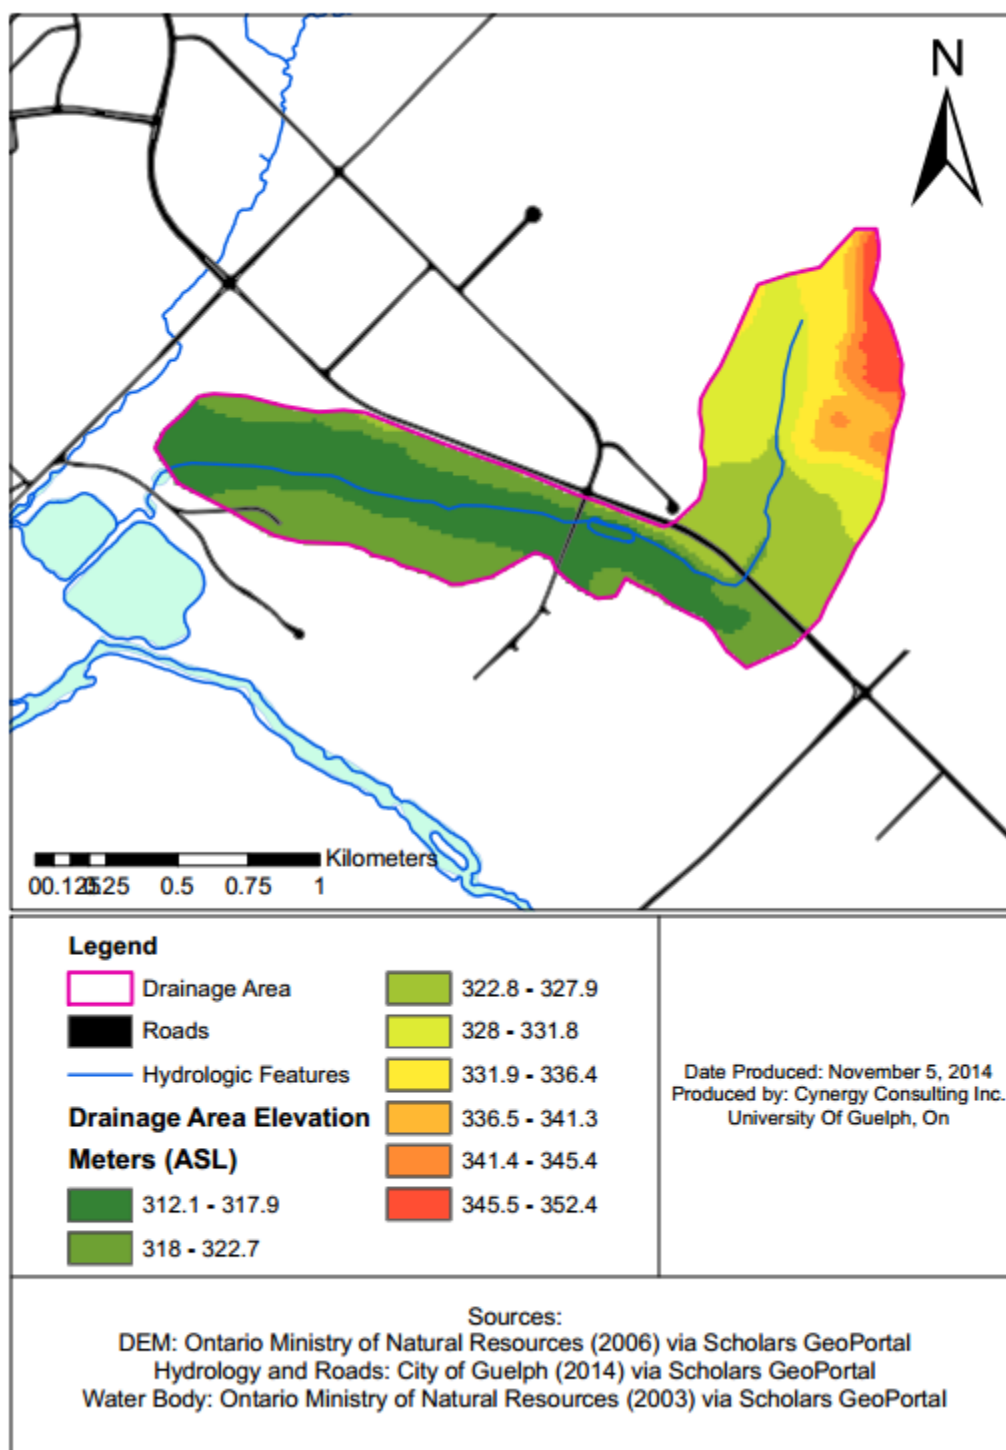 N
Kilometers
00.1250.25 0.5 0.75 1
Legend
Drainage Area
Roads
Hydrologic Features
Drainage Area Elevation
Meters (ASL)
312.1 - 317.9
318 - 322.7
322.8 - 327.9
328 - 331.8
331.9 - 336.4
336.5 - 341.3
341.4 - 345.4
345.5 - 352.4
Date Produced: November 5, 2014
Produced by: Cynergy Consulting Inc.
University Of Guelph, On
Sources:
DEM: Ontario Ministry of Natural Resources (2006) via Scholars GeoPortal
Hydrology and Roads: City of Guelph (2014) via Scholars GeoPortal
Water Body: Ontario Ministry of Natural Resources (2003) via Scholars GeoPortal